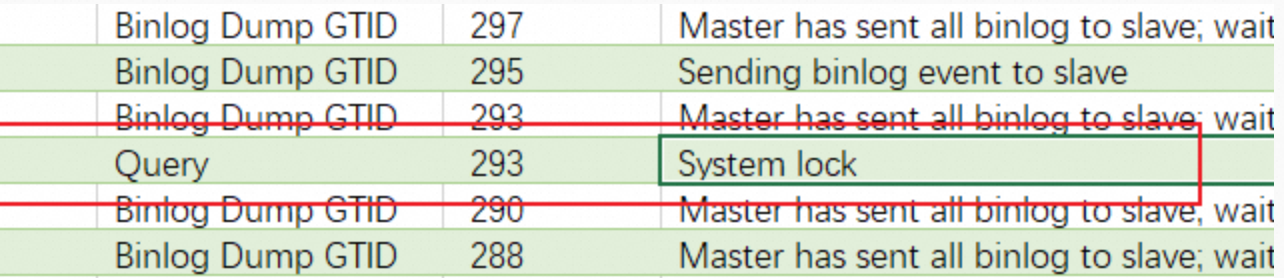 Binlog Dump GTID 297 Master has sent all binlog to slave; wait
Binlog Dump GTID 295 Sending binlog event to slave
Binlog Dump GTID 293 Master has sent all binlog to slave; wait
Query 293 System lock
Binlog Dump GTID 290 Master has sent all binlog to slave; wait
Binlog Dump GTID 288 Master has sent all binlog to slave; wait